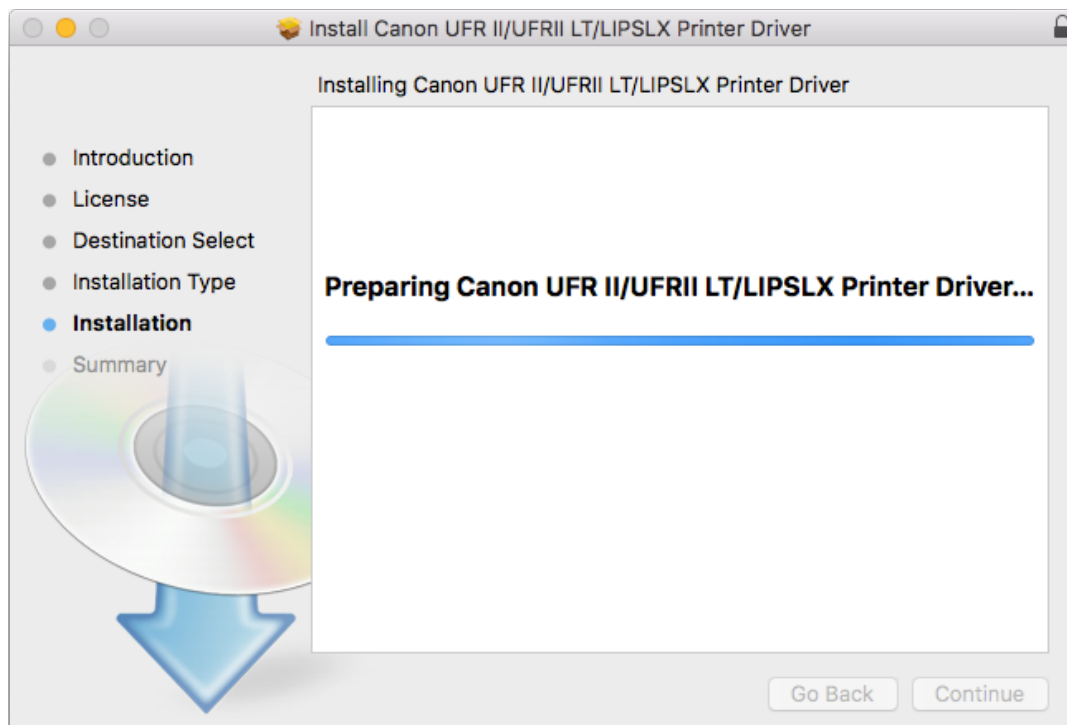 Install Canon UFR II/UFRII LT/LIPSLX Printer Driver
Installing Canon UFR II/UFRII LT/LIPSLX Printer Driver
Introduction
License
Destination Select
Installation Type
Installation
Summary
Preparing Canon UFR II/UFRII LT/LIPSLX Printer Driver...
Go Back
Continue